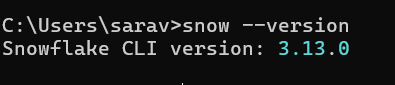 C:\Users\sarav>snow --version
Snowflake CLI version: 3.13.0